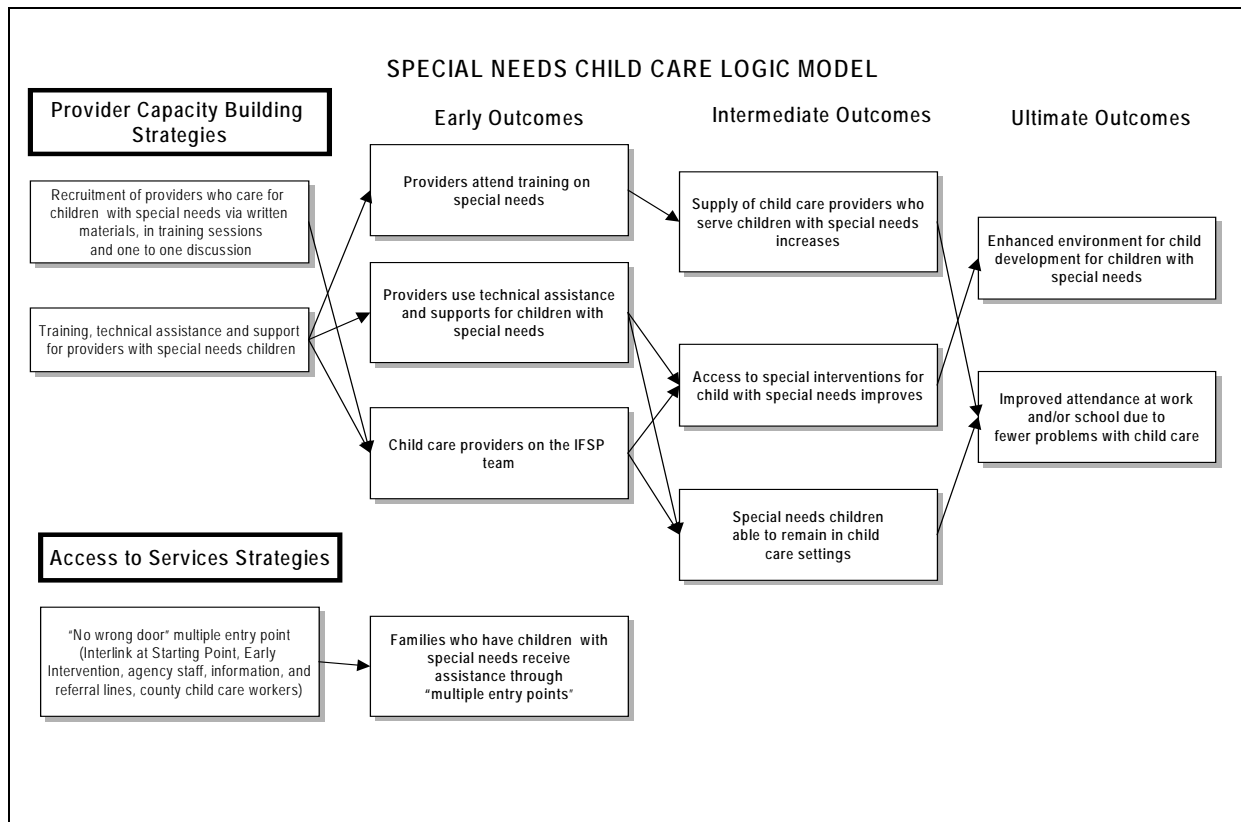 SPECIAL NEEDS CHILD CARE LOGIC MODEL
Provider Capacity Building
Strategies
Early Outcomes
Intermediate Outcomes
Ultimate Outcomes
Recruitment of providers who care for
children with special needs via written
materials, in training sessions
and one to one discussion
Training, technical assistance and support
for providers with special needs children
Providers attend training on
special needs
Providers use technical assistance
and supports for children with
special needs
Child care providers on the IFSP
team
Supply of child care providers who
serve children with special needs
increases
Access to special interventions for
child with special needs improves
Special needs children
able to remain in child
care settings
Enhanced environment for child
development for children with
special needs
Improved attendance at work
and/or school due to
fewer problems with child care
Access to Services Strategies
"No wrong door" multiple entry point
(Interlink at Starting Point, Early
Intervention, agency staff, information, and
referral lines, county child care workers)
Families who have children with
special needs receive
assistance through
"multiple entry points"